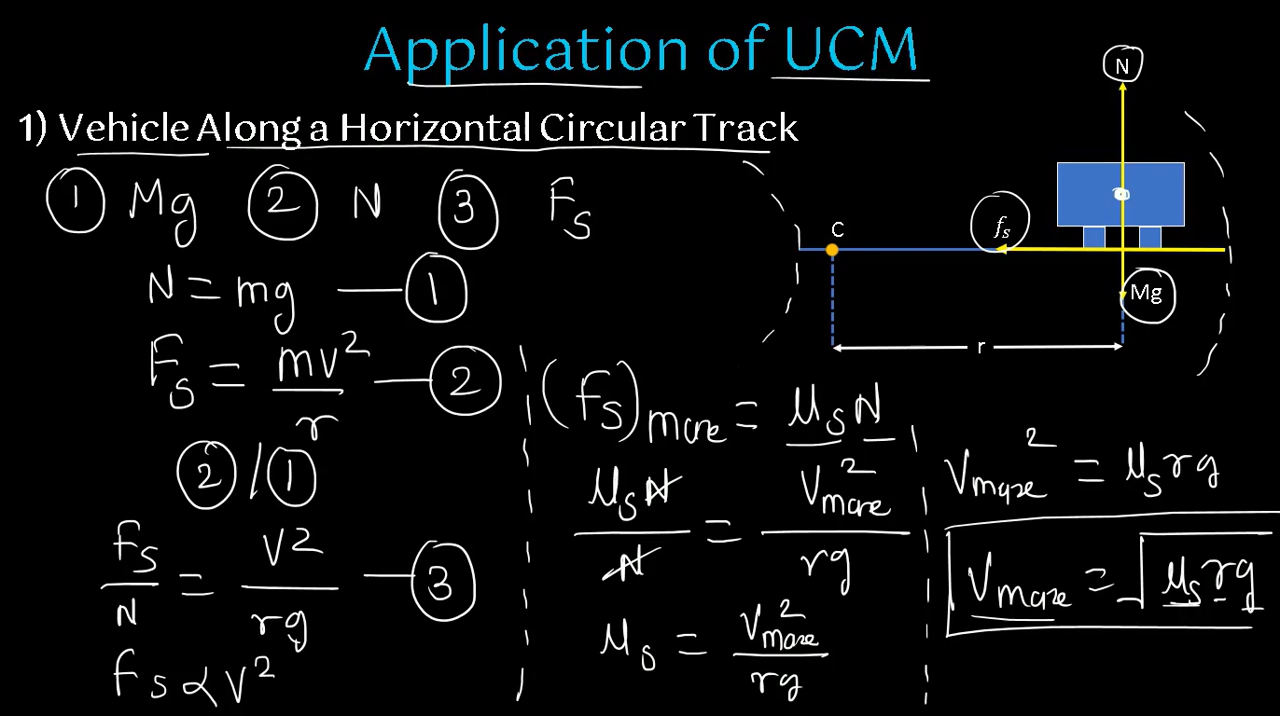 Application of UCM
1) Vehicle Along a Horizontal Circular Track
① Mg ② N ③ Fs
N = mg — ①
Fs = mv²/r — ②
②/①
Fs/N = v²/rg — ③
fs ∝ v²
(fs)max = μsN
μsN/N = Vmax²/rg
μs = Vmax²/rg
Vmax² = μsrg
Vmax = √μsrg
N
C
fs
Mg
r